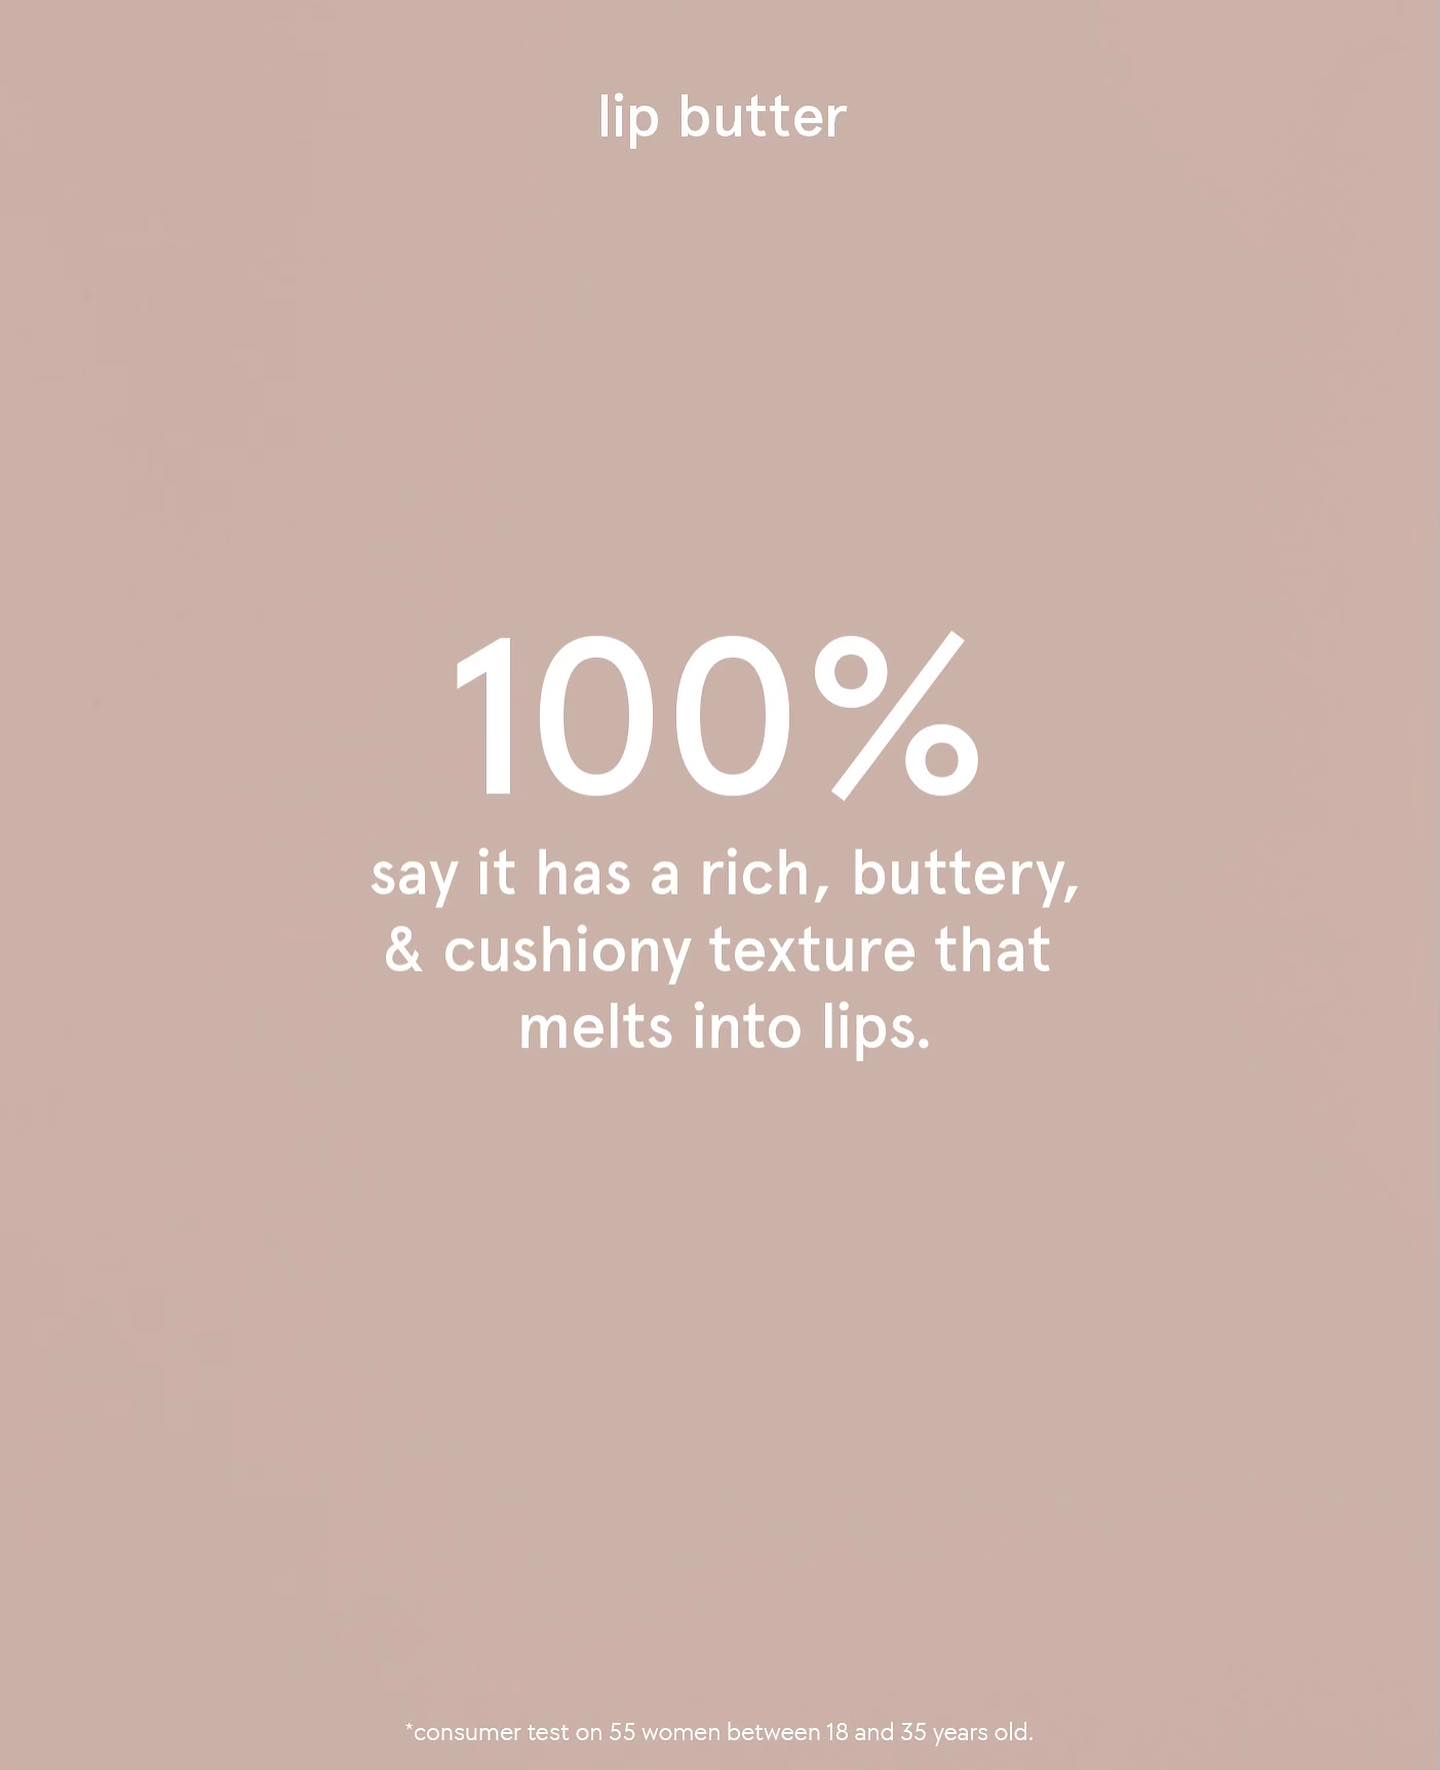 lip butter
100%
say it has a rich, buttery,
& cushiony texture that
melts into lips.
*consumer test on 55 women between 18 and 35 years old.